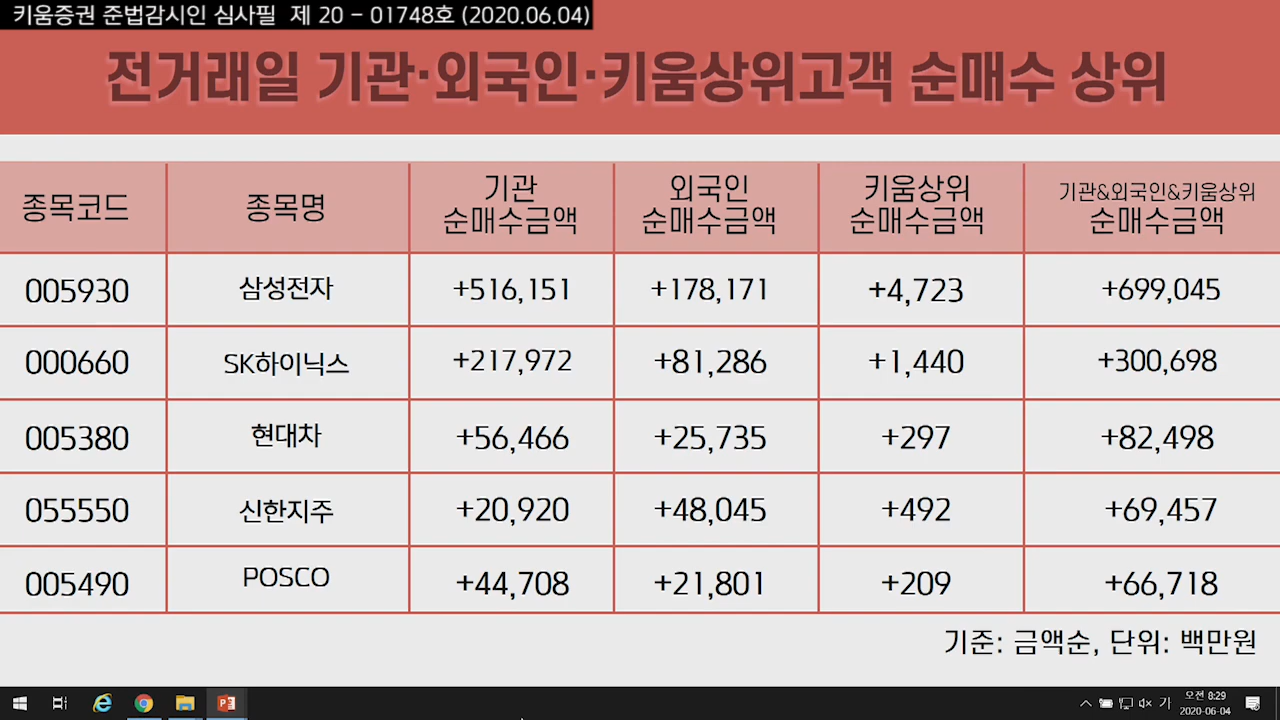 키움증권 준법감시인 심사필 제 20 - 01748호 (2020.06.04)
전거래일 기관·외국인·키움상위고객 순매수 상위
종목코드 종목명 기관 순매수금액 외국인 순매수금액 키움상위 순매수금액 기관&외국인&키움상위 순매수금액
005930 삼성전자 +516,151 +178,171 +4,723 +699,045
000660 SK하이닉스 +217,972 +81,286 +1,440 +300,698
005380 현대차 +56,466 +25,735 +297 +82,498
055550 신한지주 +20,920 +48,045 +492 +69,457
005490 POSCO +44,708 +21,801 +209 +66,718
기준: 금액순, 단위: 백만원
가 오전 8:29
2020-06-04